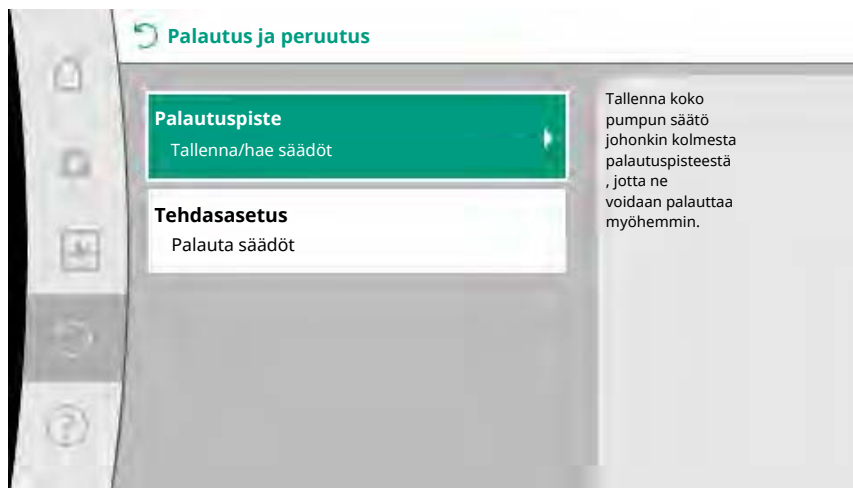 Palautus ja peruutus
Palautuspiste
Tallenna/hae säädöt
Tehdasasetus
Palauta säädöt
Tallenna koko
pumpun säätö
johonkin kolmesta
palautuspisteestä
, jotta ne
voidaan palauttaa
myöhemmin.